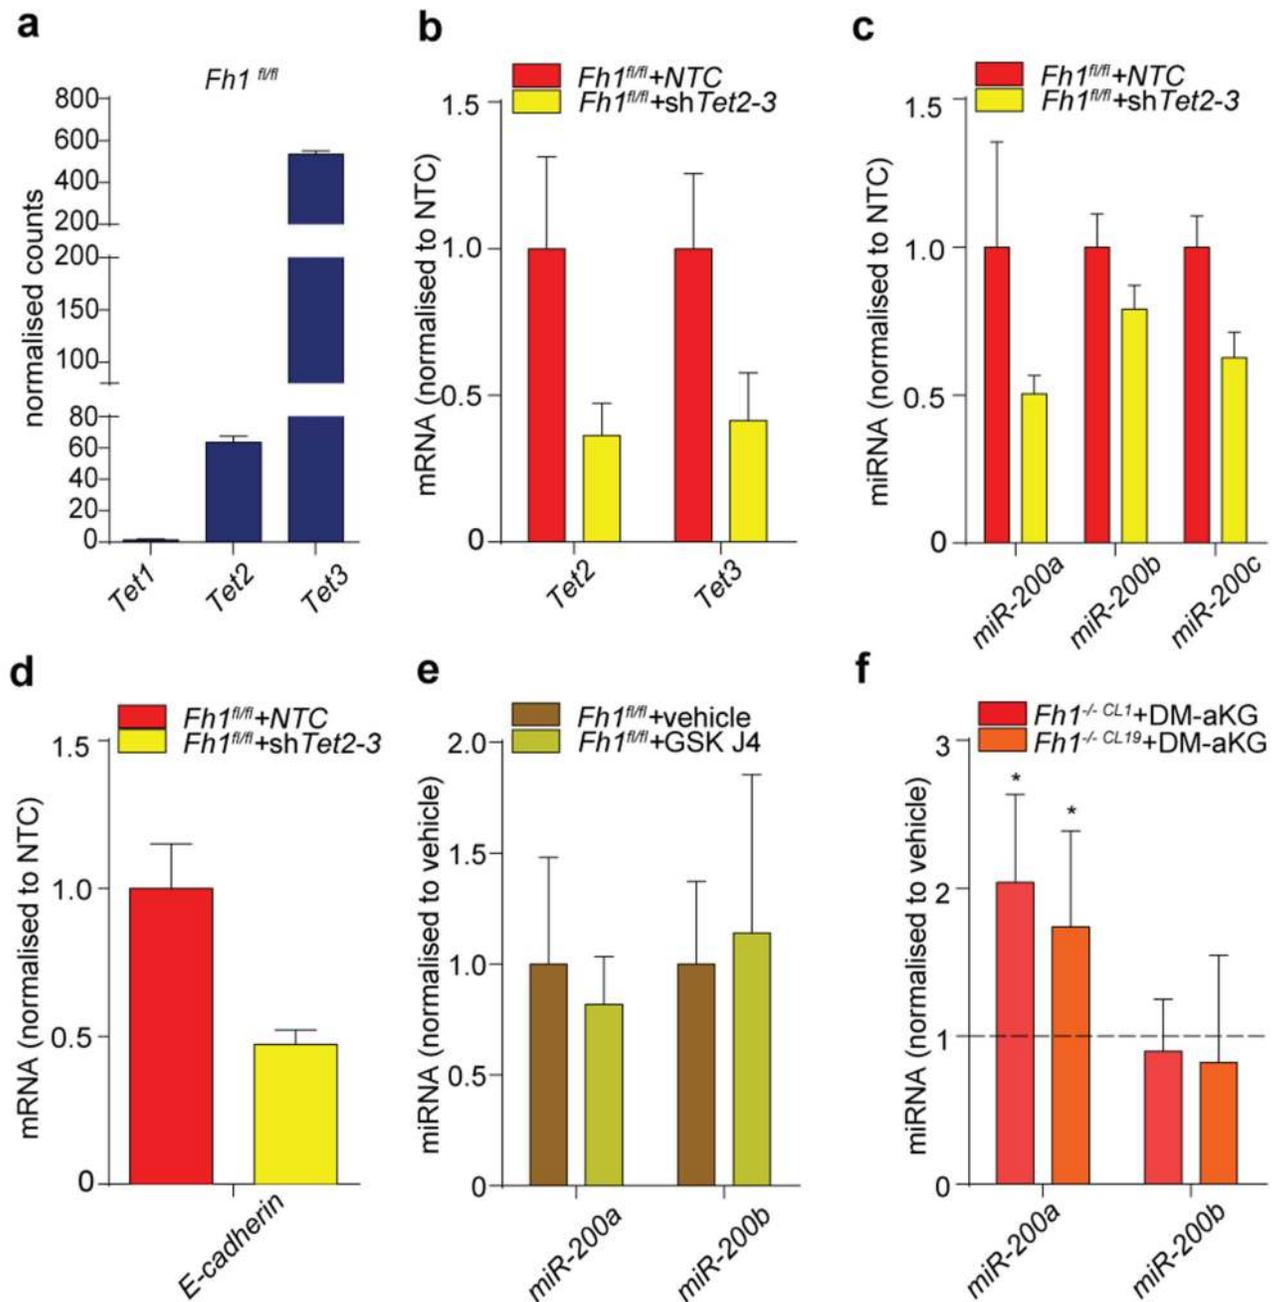 a
Fh1 fl/fl
normalised counts
800
600
400
200
200
150
100
80
60
40
20
0
Tet1
Tet2
Tet3
b
Fh1fl/fl+NTC
Fh1fl/fl+shTet2-3
mRNA (normalised to NTC)
1.5
1.0
0.5
0
Tet2
Tet3
c
Fh1fl/fl+NTC
Fh1fl/fl+shTet2-3
miRNA (normalised to NTC)
1.5
1.0
0.5
0
miR-200a
miR-200b
miR-200c
d
Fh1fl/fl+NTC
Fh1fl/fl+shTet2-3
mRNA (normalised to NTC)
1.5
1.0
0.5
0
E-cadherin
e
Fh1fl/fl+vehicle
Fh1fl/fl+GSK J4
miRNA (normalised to vehicle)
2.0
1.5
1.0
0.5
0
miR-200a
miR-200b
f
Fh1-/- CL1+DM-aKG
Fh1-/- CL19+DM-aKG
miRNA (normalised to vehicle)
3
2
1
0
*
*
miR-200a
miR-200b